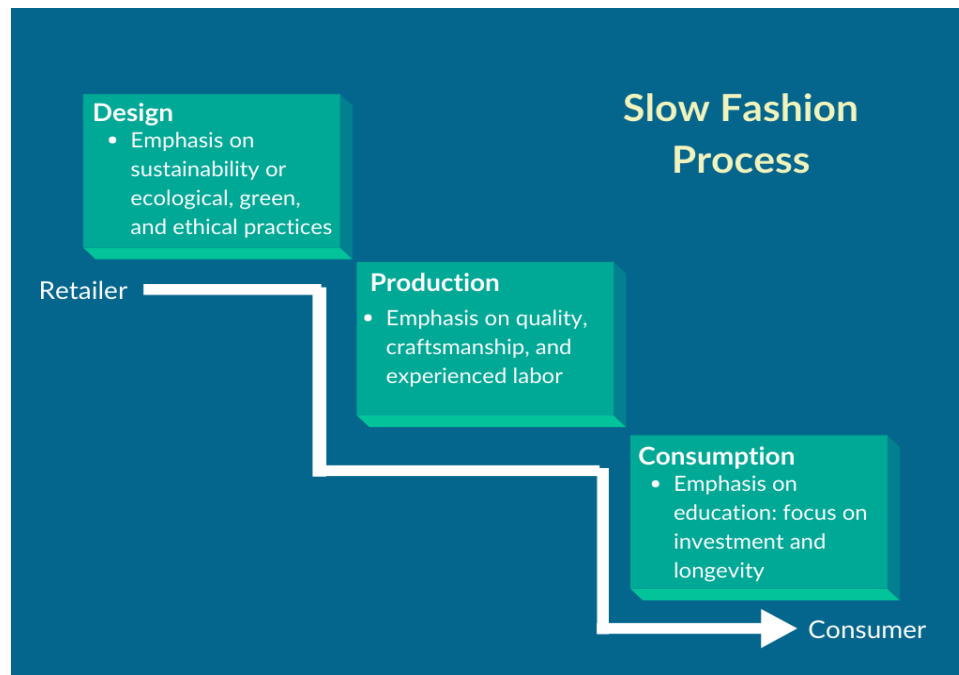 Slow Fashion
Process
Design
• Emphasis on
sustainability or
ecological, green,
and ethical practices
Retailer
Production
• Emphasis on quality,
craftsmanship, and
experienced labor
Consumption
• Emphasis on
education: focus on
investment and
longevity
Consumer